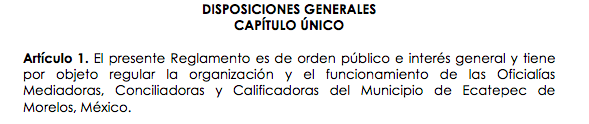 DISPOSICIONES GENERALES
CAPÍTULO ÚNICO
Artículo 1. El presente Reglamento es de orden público e interés general y tiene
por objeto regular la organización y el funcionamiento de las Oficialías
Mediadoras, Conciliadoras y Calificadoras del Municipio de Ecatepec de
Morelos, México.